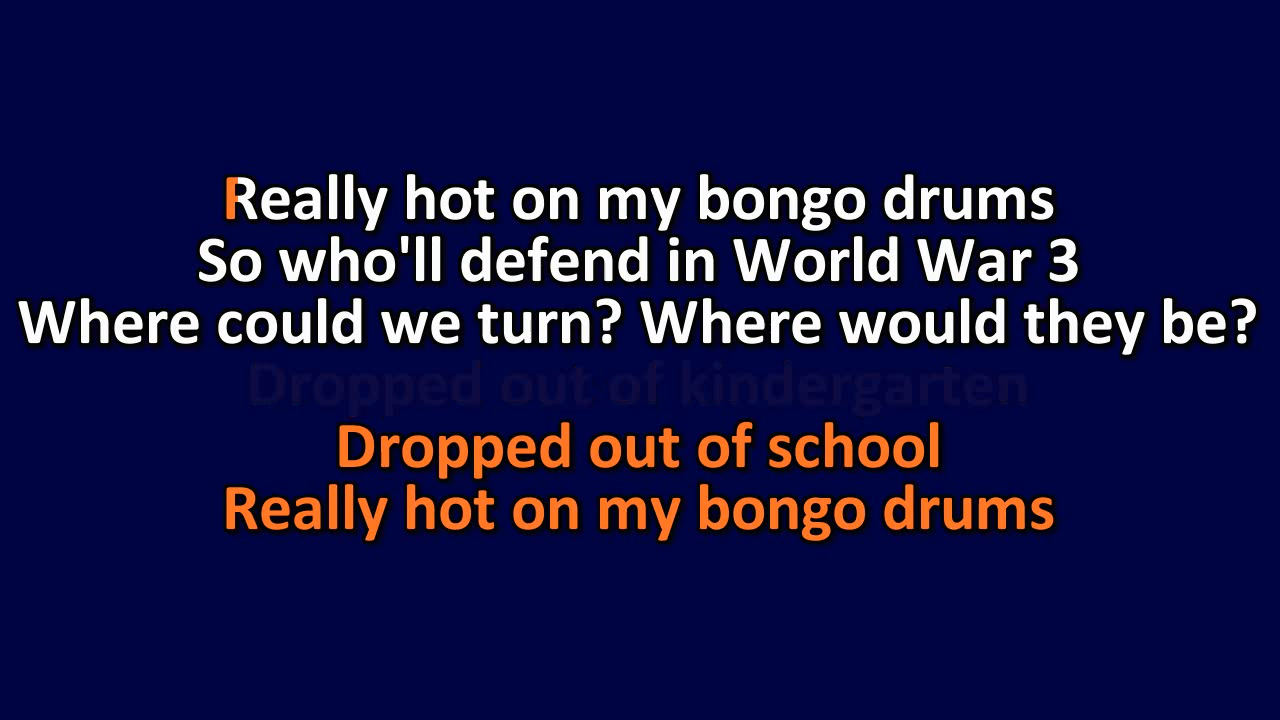 Really hot on my bongo drums
So who'll defend in World War 3
Where could we turn? Where would they be?
Dropped out of kindergarten
Dropped out of school
Really hot on my bongo drums